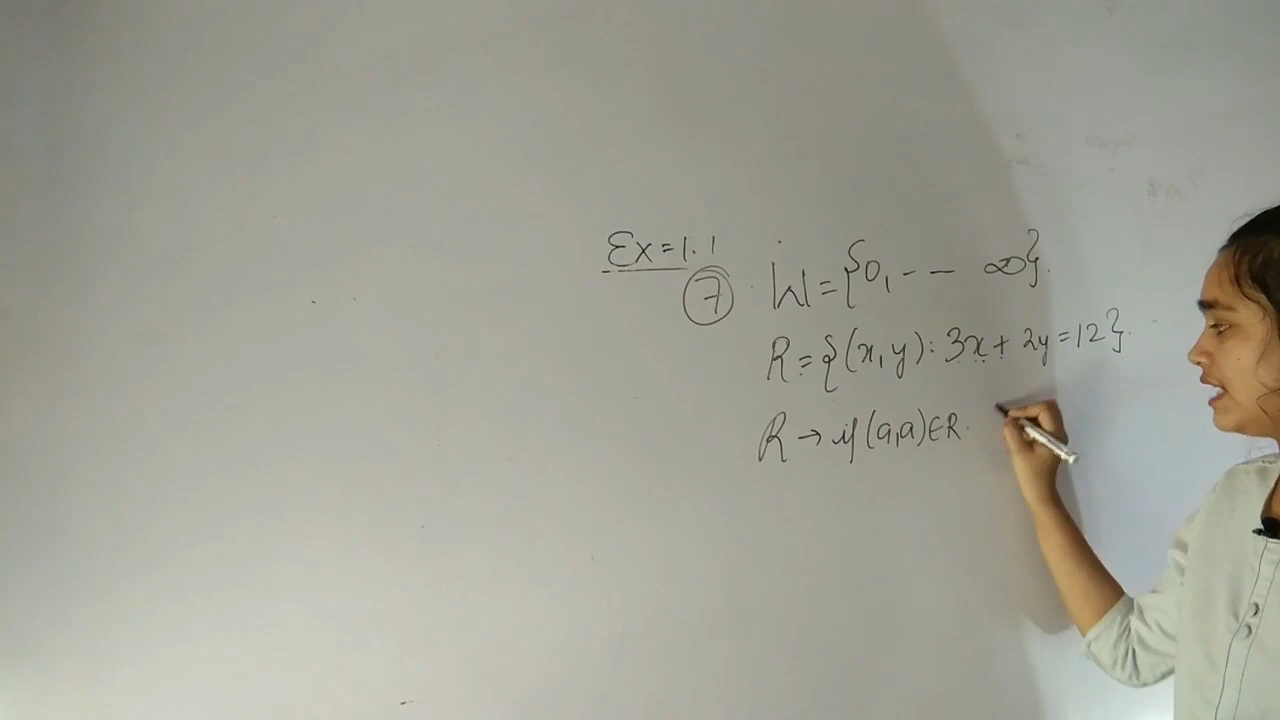 Ex = 1.1
7 W = {0, - - ∞}.
R = {(x, y) : 3x + 2y = 12}.
R → if (a, a) ∈ R.